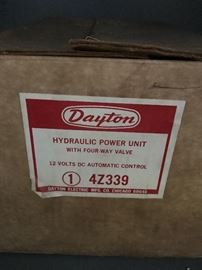 Dayton
HYDRAULIC POWER UNIT
WITH FOUR-WAY VALVE
12 VOLTS DC AUTOMATIC CONTROL
1 4Z339
DAYTON ELECTRIC MFG. CO. CHICAGO 60648